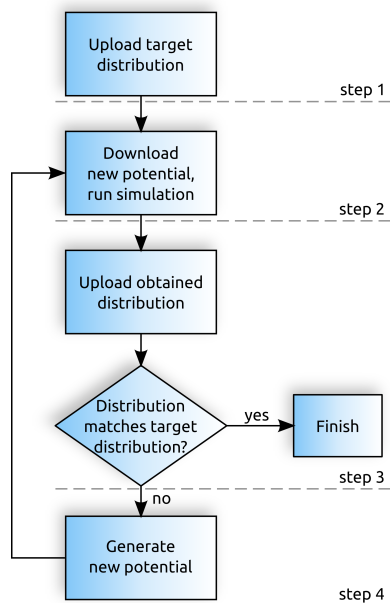 Upload target
distribution
step 1
Download
new potential,
run simulation
step 2
Upload obtained
distribution
Distribution
matches target
distribution?
yes
Finish
step 3
no
Generate
new potential
step 4